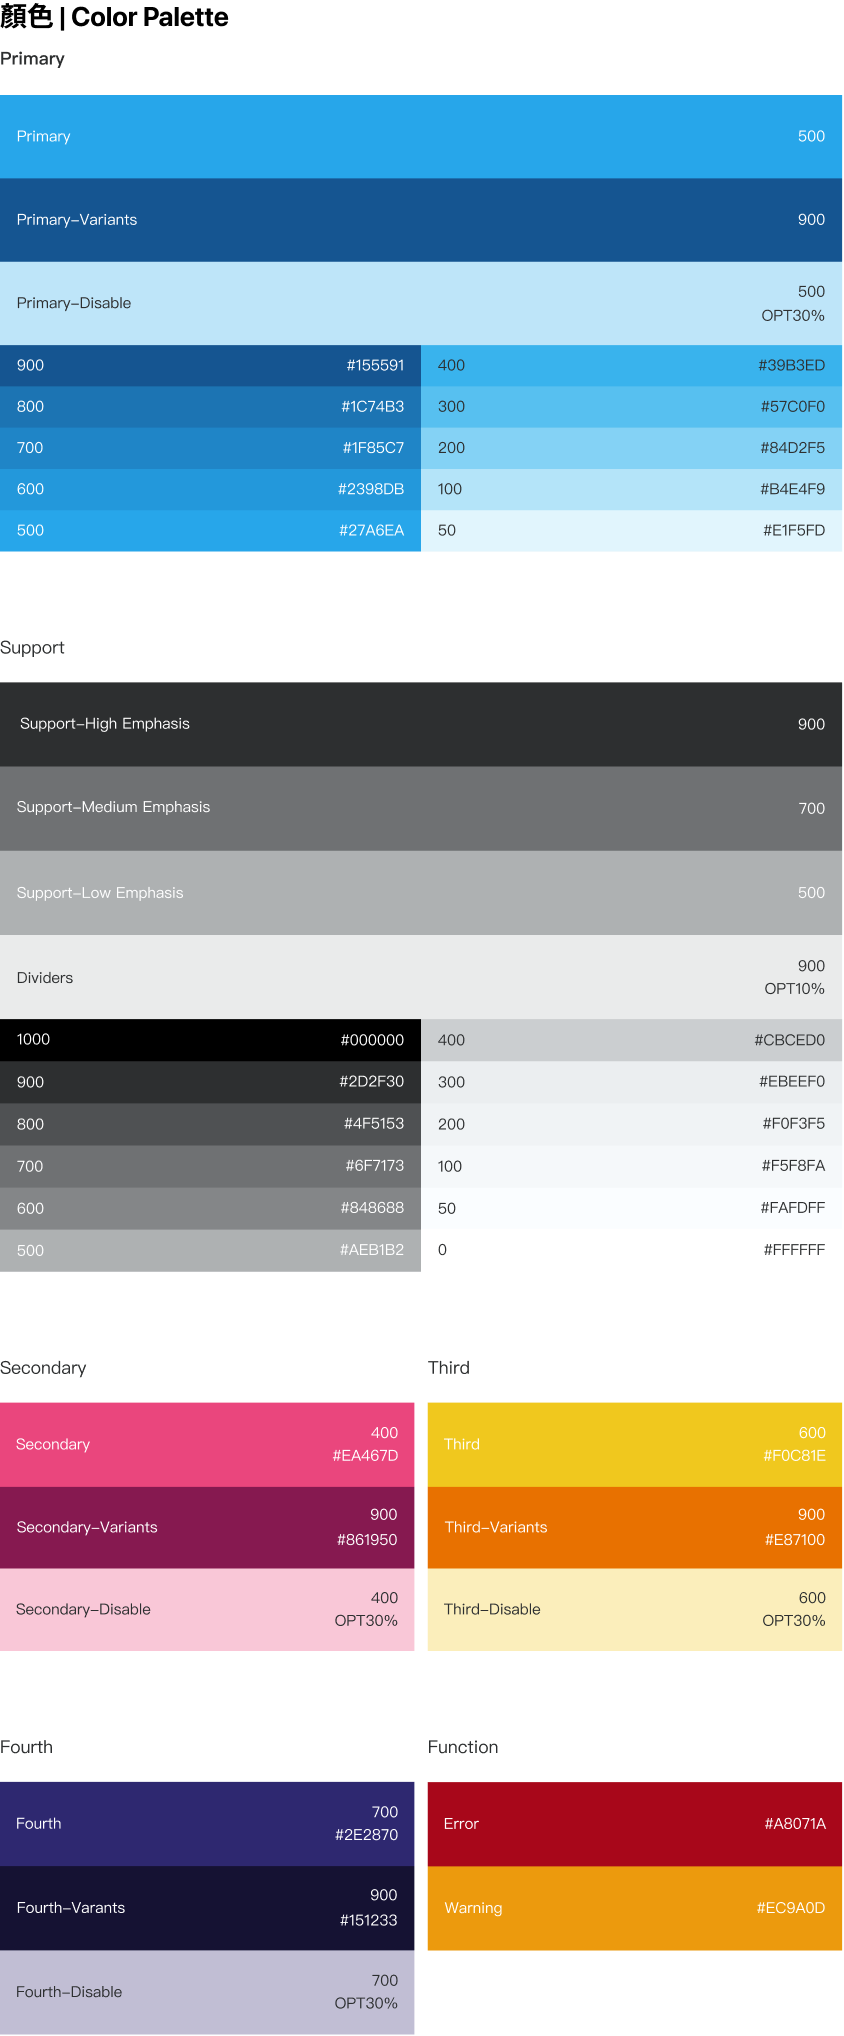 顏色 | Color Palette
Primary
Primary 500
Primary-Variants 900
Primary-Disable 500
OPT30%
900 #155591 400 #39B3ED
800 #1C74B3 300 #57C0F0
700 #1F85C7 200 #84D2F5
600 #2398DB 100 #B4E4F9
500 #27A6EA 50 #E1F5FD
Support
Support-High Emphasis 900
Support-Medium Emphasis 700
Support-Low Emphasis 500
Dividers 900
OPT10%
1000 #000000 400 #CBCED0
900 #2D2F30 300 #EBEEF0
800 #4F5153 200 #F0F3F5
700 #6F7173 100 #F5F8FA
600 #848688 50 #FAFDFF
500 #AEB1B2 0 #FFFFFF
Secondary
Secondary 400
#EA467D
Secondary-Variants 900
#861950
Secondary-Disable 400
OPT30%
Third
Third 600
#F0C81E
Third-Variants 900
#E87100
Third-Disable 600
OPT30%
Fourth
Fourth 700
#2E2870
Fourth-Varants 900
#151233
Fourth-Disable 700
OPT30%
Function
Error #A8071A
Warning #EC9A0D